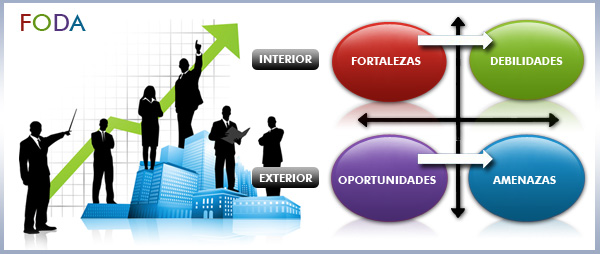 FODA
INTERIOR
FORTALEZAS
DEBILIDADES
EXTERIOR
OPORTUNIDADES
AMENAZAS